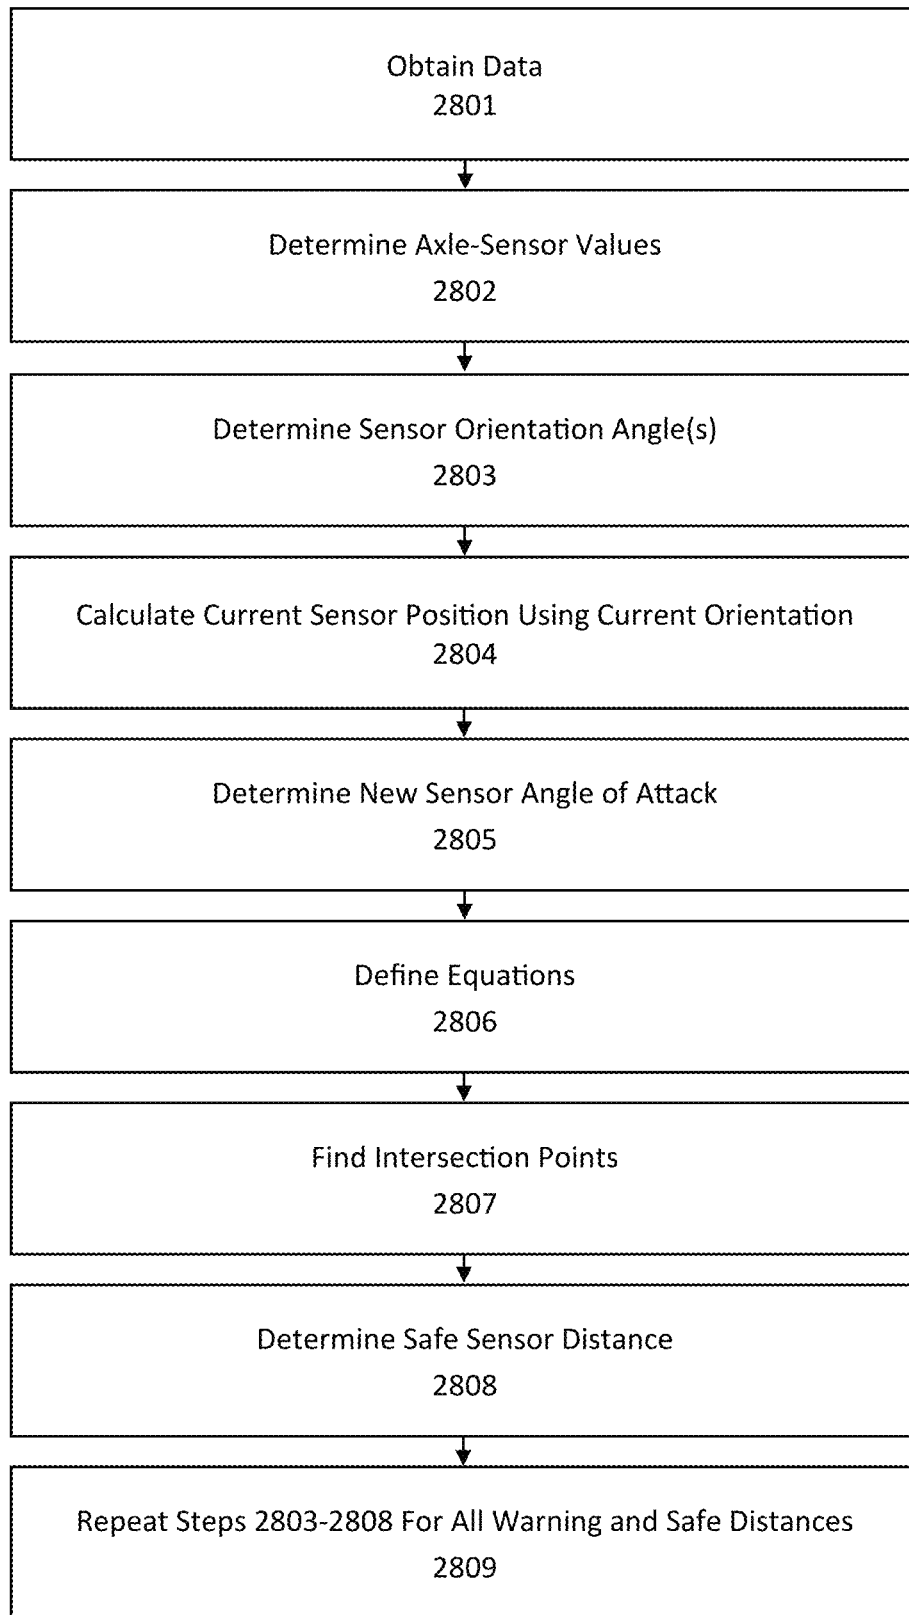 Obtain Data
2801
Determine Axle-Sensor Values
2802
Determine Sensor Orientation Angle(s)
2803
Calculate Current Sensor Position Using Current Orientation
2804
Determine New Sensor Angle of Attack
2805
Define Equations
2806
Find Intersection Points
2807
Determine Safe Sensor Distance
2808
Repeat Steps 2803-2808 For All Warning and Safe Distances
2809